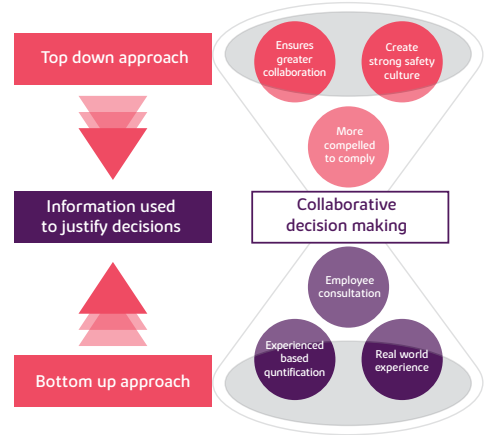 Top down approach
Ensures
greater
collaboration
Create
strong safety
culture
More
compelled
to comply
Information used
to justify decisions
Collaborative
decision making
Employee
consultation
Experienced
based
quntification
Real world
experience
Bottom up approach